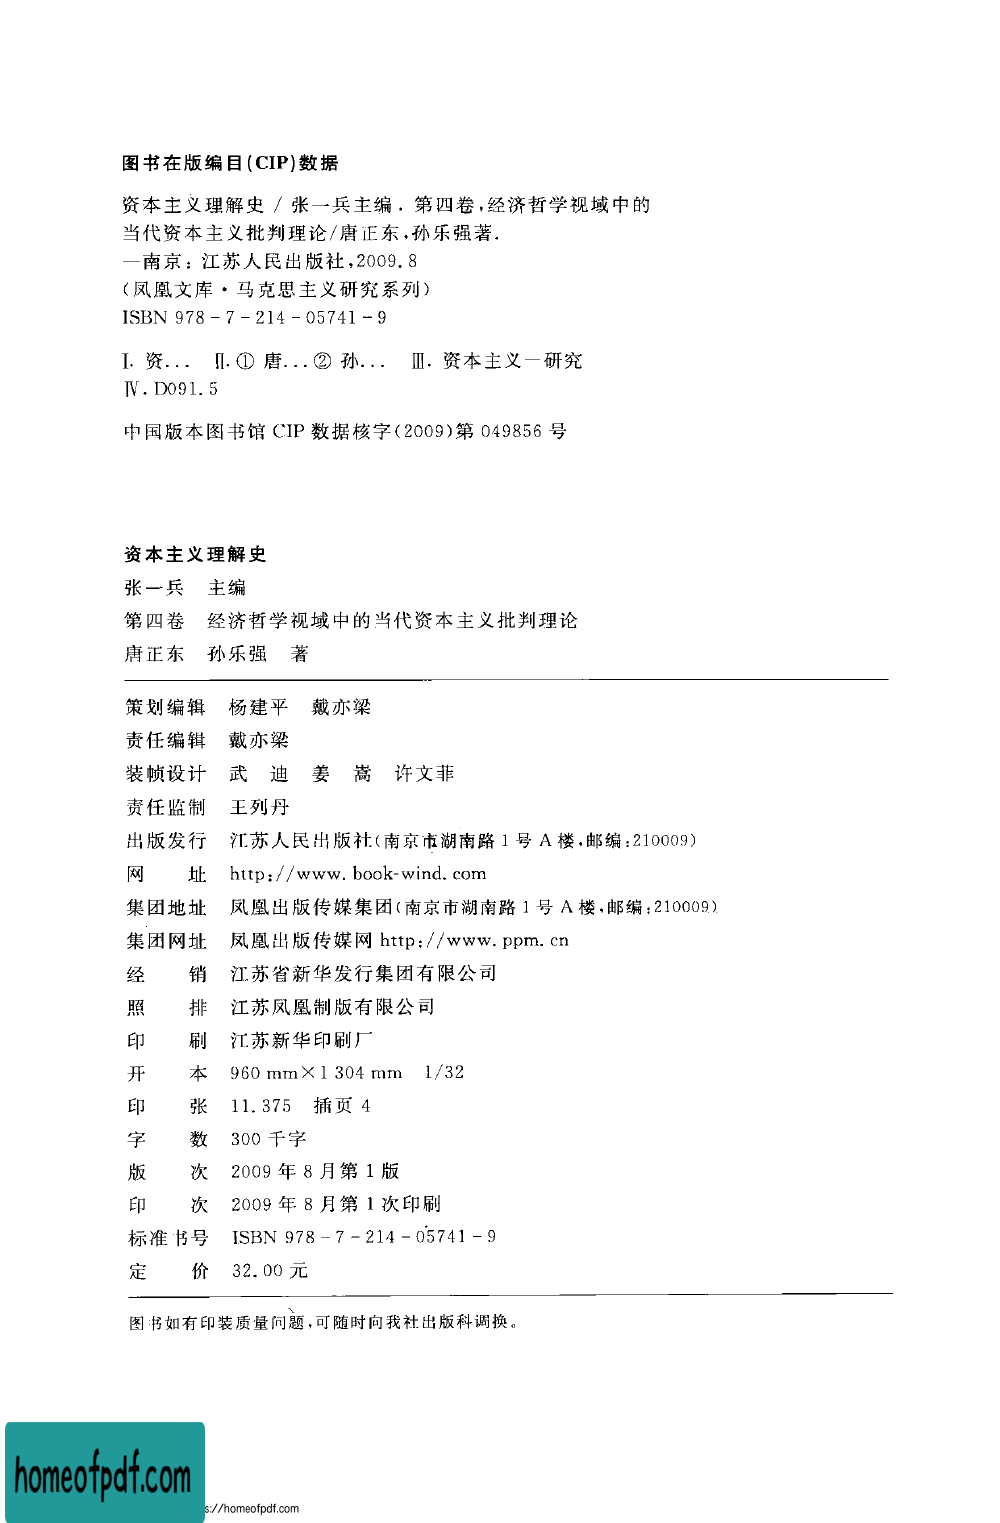 图书在版编目(CIP)数据
资本主义理解史 / 张一兵主编. 第四卷,经济哲学视域中的
当代资本主义批判理论/唐正东,孙乐强著.
—南京: 江苏人民出版社,2009.8
(凤凰文库·马克思主义研究系列)
ISBN 978-7-214-05741-9
Ⅰ. 资... Ⅱ.① 唐...② 孙... Ⅲ. 资本主义—研究
Ⅳ. D091.5
中国版本图书馆 CIP 数据核字(2009)第 049856 号
资本主义理解史
张一兵 主编
第四卷 经济哲学视域中的当代资本主义批判理论
唐正东 孙乐强 著
策划编辑 杨建平 戴亦梁
责任编辑 戴亦梁
装帧设计 武 迪 姜 嵩 许文菲
责任监制 王列丹
出版发行 江苏人民出版社(南京市湖南路 1 号 A 楼,邮编:210009)
网 址 http://www.book-wind.com
集团地址 凤凰出版传媒集团(南京市湖南路 1 号 A 楼,邮编:210009)
集团网址 凤凰出版传媒网 http://www.ppm.cn
经 销 江苏省新华发行集团有限公司
照 排 江苏凤凰制版有限公司
印 刷 江苏新华印刷厂
开 本 960 mm×1 304 mm 1/32
印 张 11.375 插页 4
字 数 300 千字
版 次 2009 年 8 月第 1 版
印 次 2009 年 8 月第 1 次印刷
标准书号 ISBN 978-7-214-05741-9
定 价 32.00 元
图书如有印装质量问题,可随时向我社出版科调换。
homeofpdf.com
s://homeofpdf.com